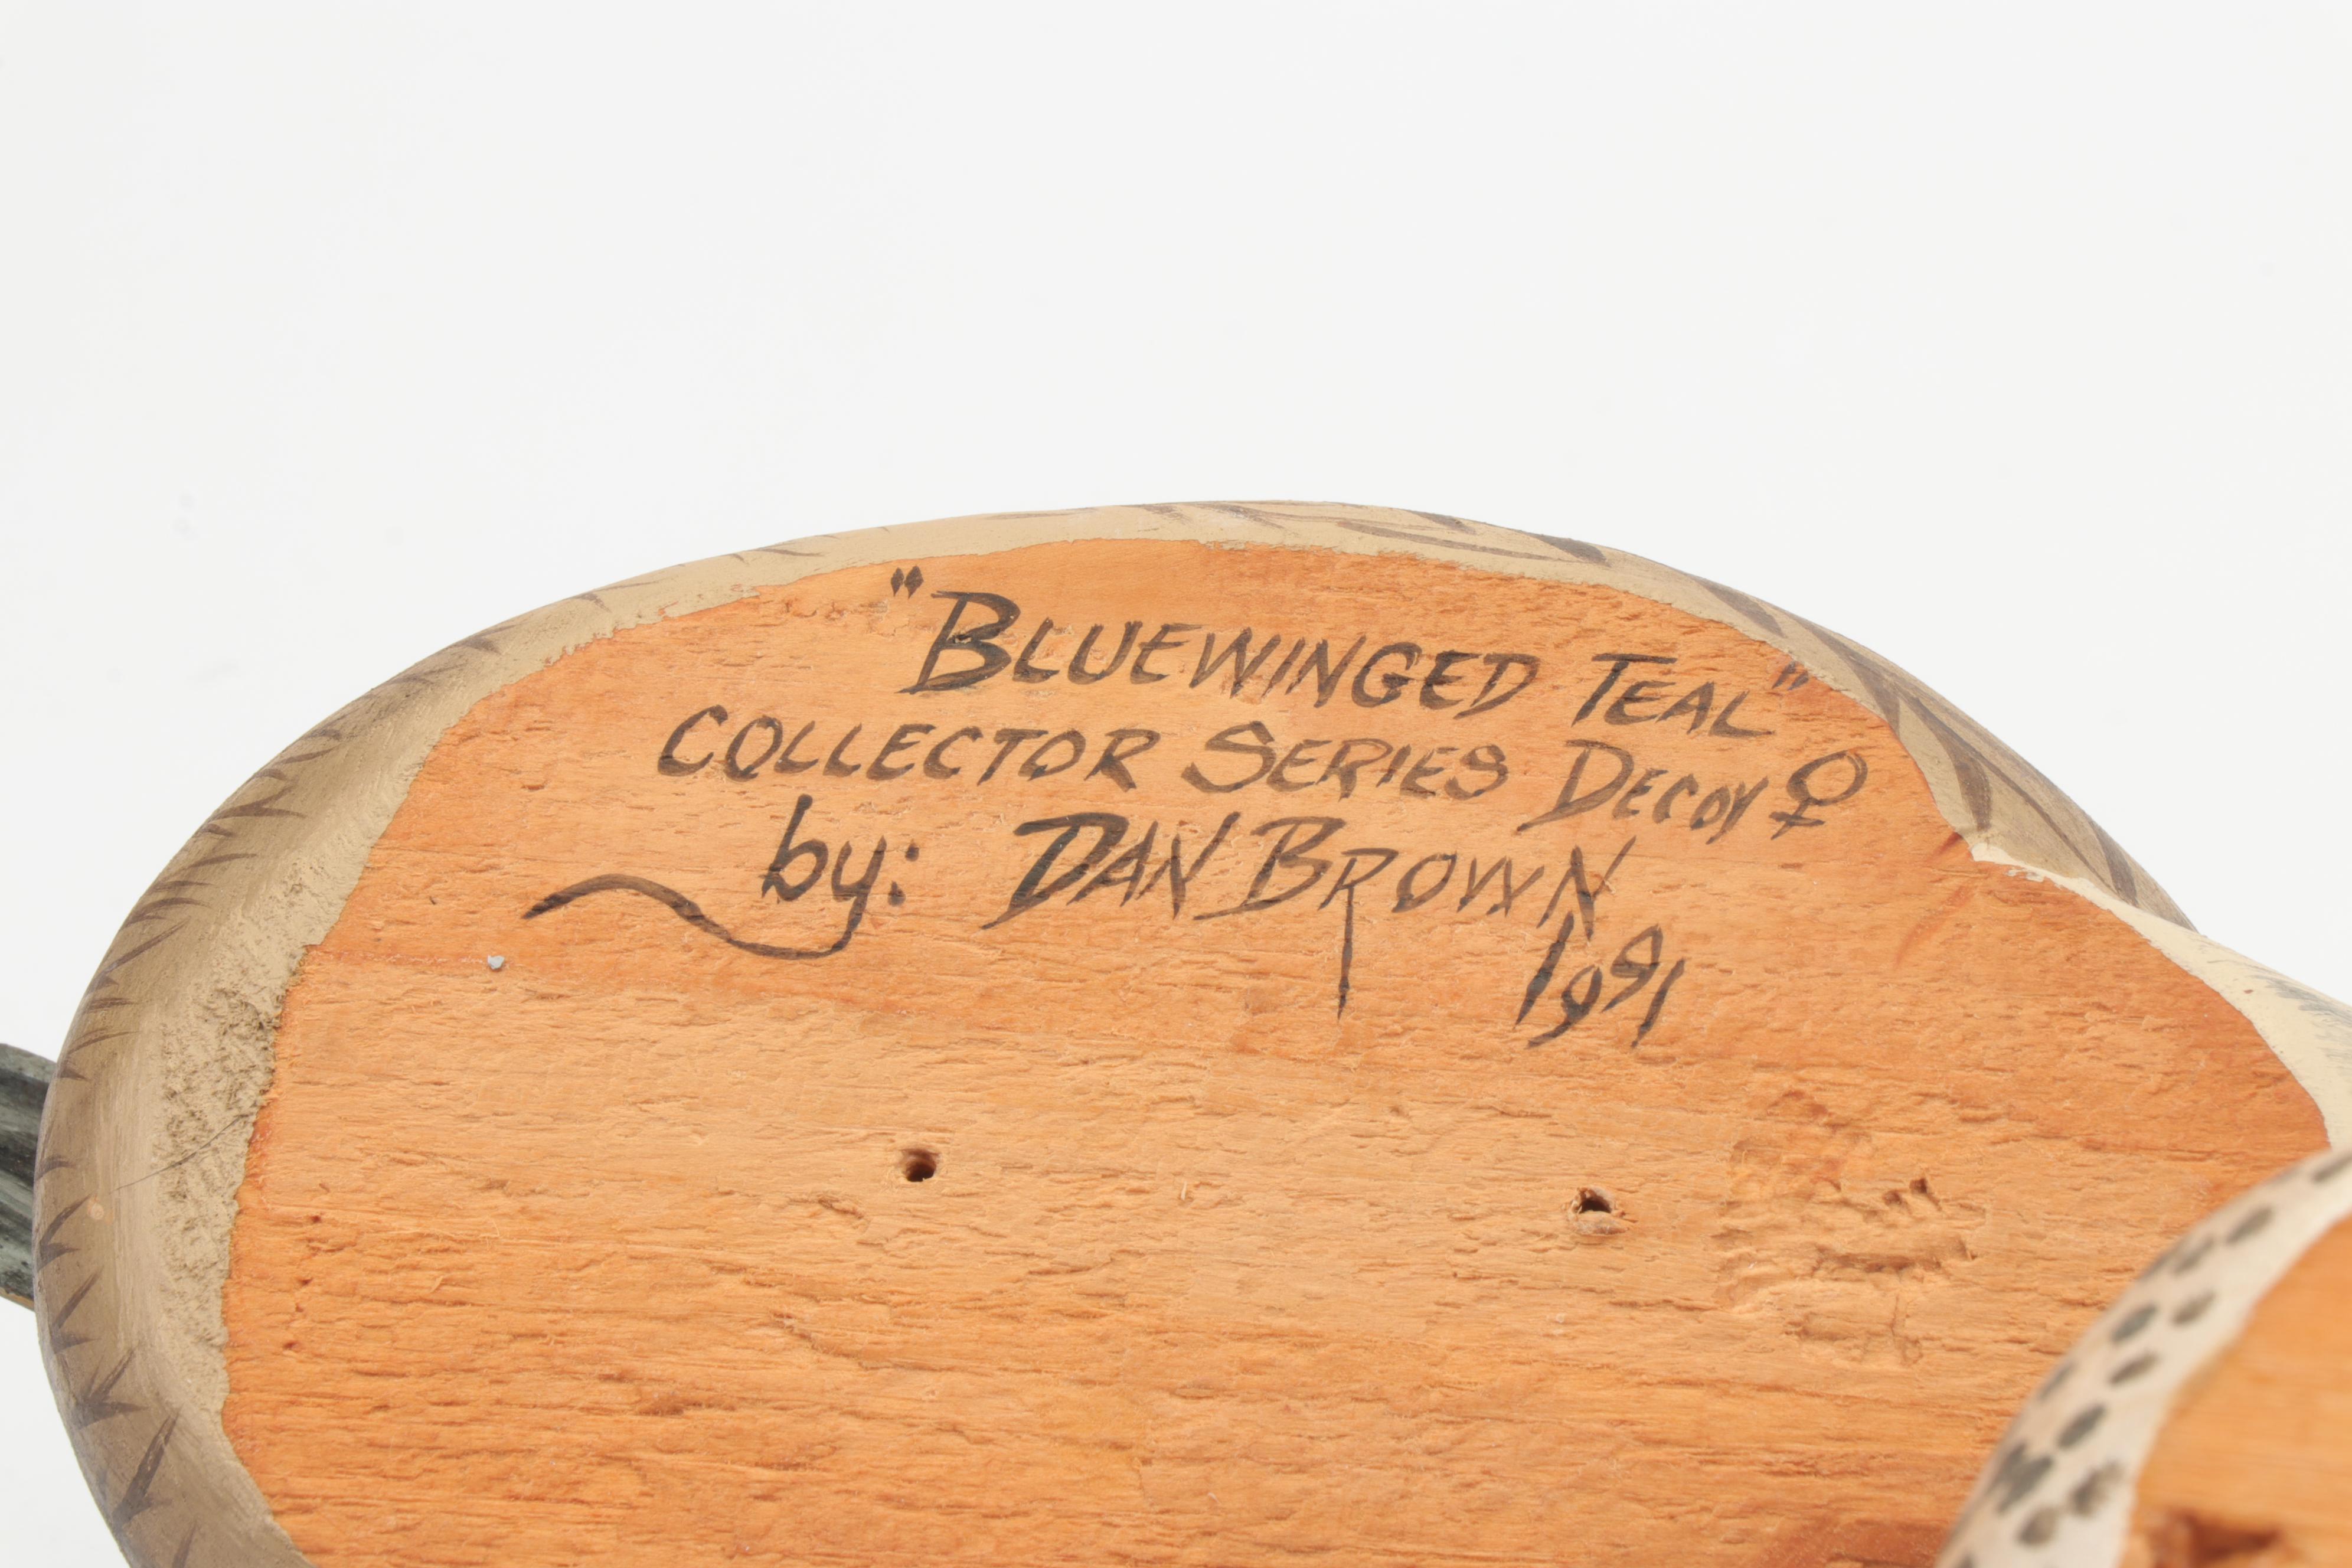 "BLUEWINGED TEAL"
COLLECTOR SERIES DECOY ♀
by: DAN BROWN
1991